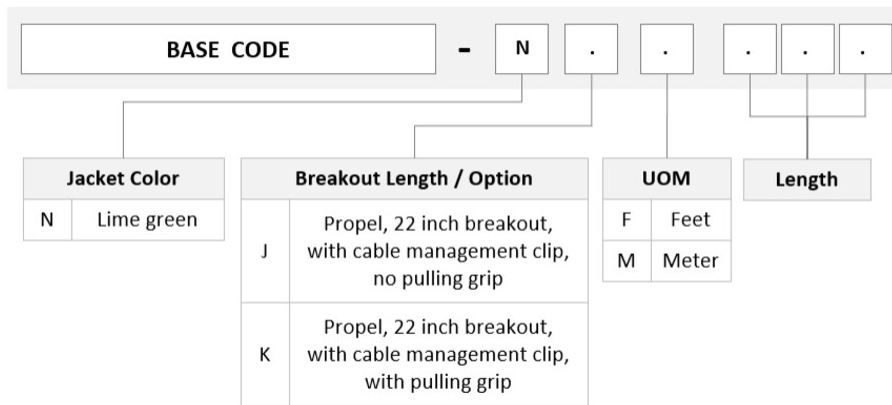 BASE CODE - N . . . . .
Jacket Color
N Lime green
Breakout Length / Option
J Propel, 22 inch breakout,
with cable management clip,
no pulling grip
K Propel, 22 inch breakout,
with cable management clip,
with pulling grip
UOM
F Feet
M Meter
Length